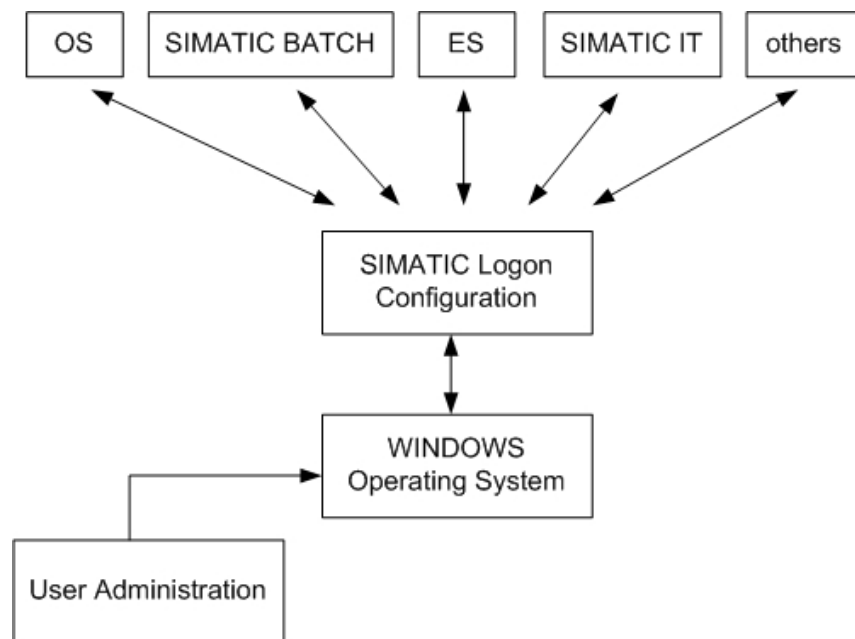 OS
SIMATIC BATCH
ES
SIMATIC IT
others
SIMATIC Logon
Configuration
WINDOWS
Operating System
User Administration